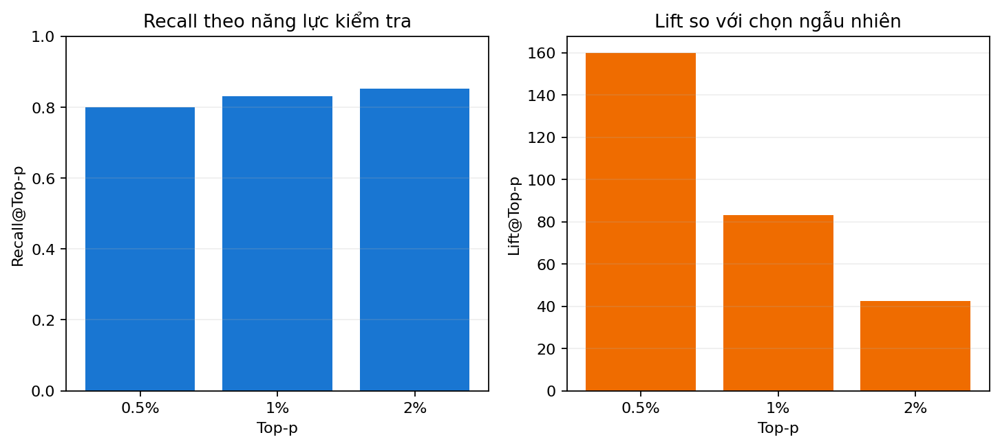 Recall theo năng lực kiểm tra
Recall@Top-p
1.0
0.8
0.6
0.4
0.2
0.0
0.5% 1% 2%
Top-p
Lift so với chọn ngẫu nhiên
Lift@Top-p
160
140
120
100
80
60
40
20
0
0.5% 1% 2%
Top-p